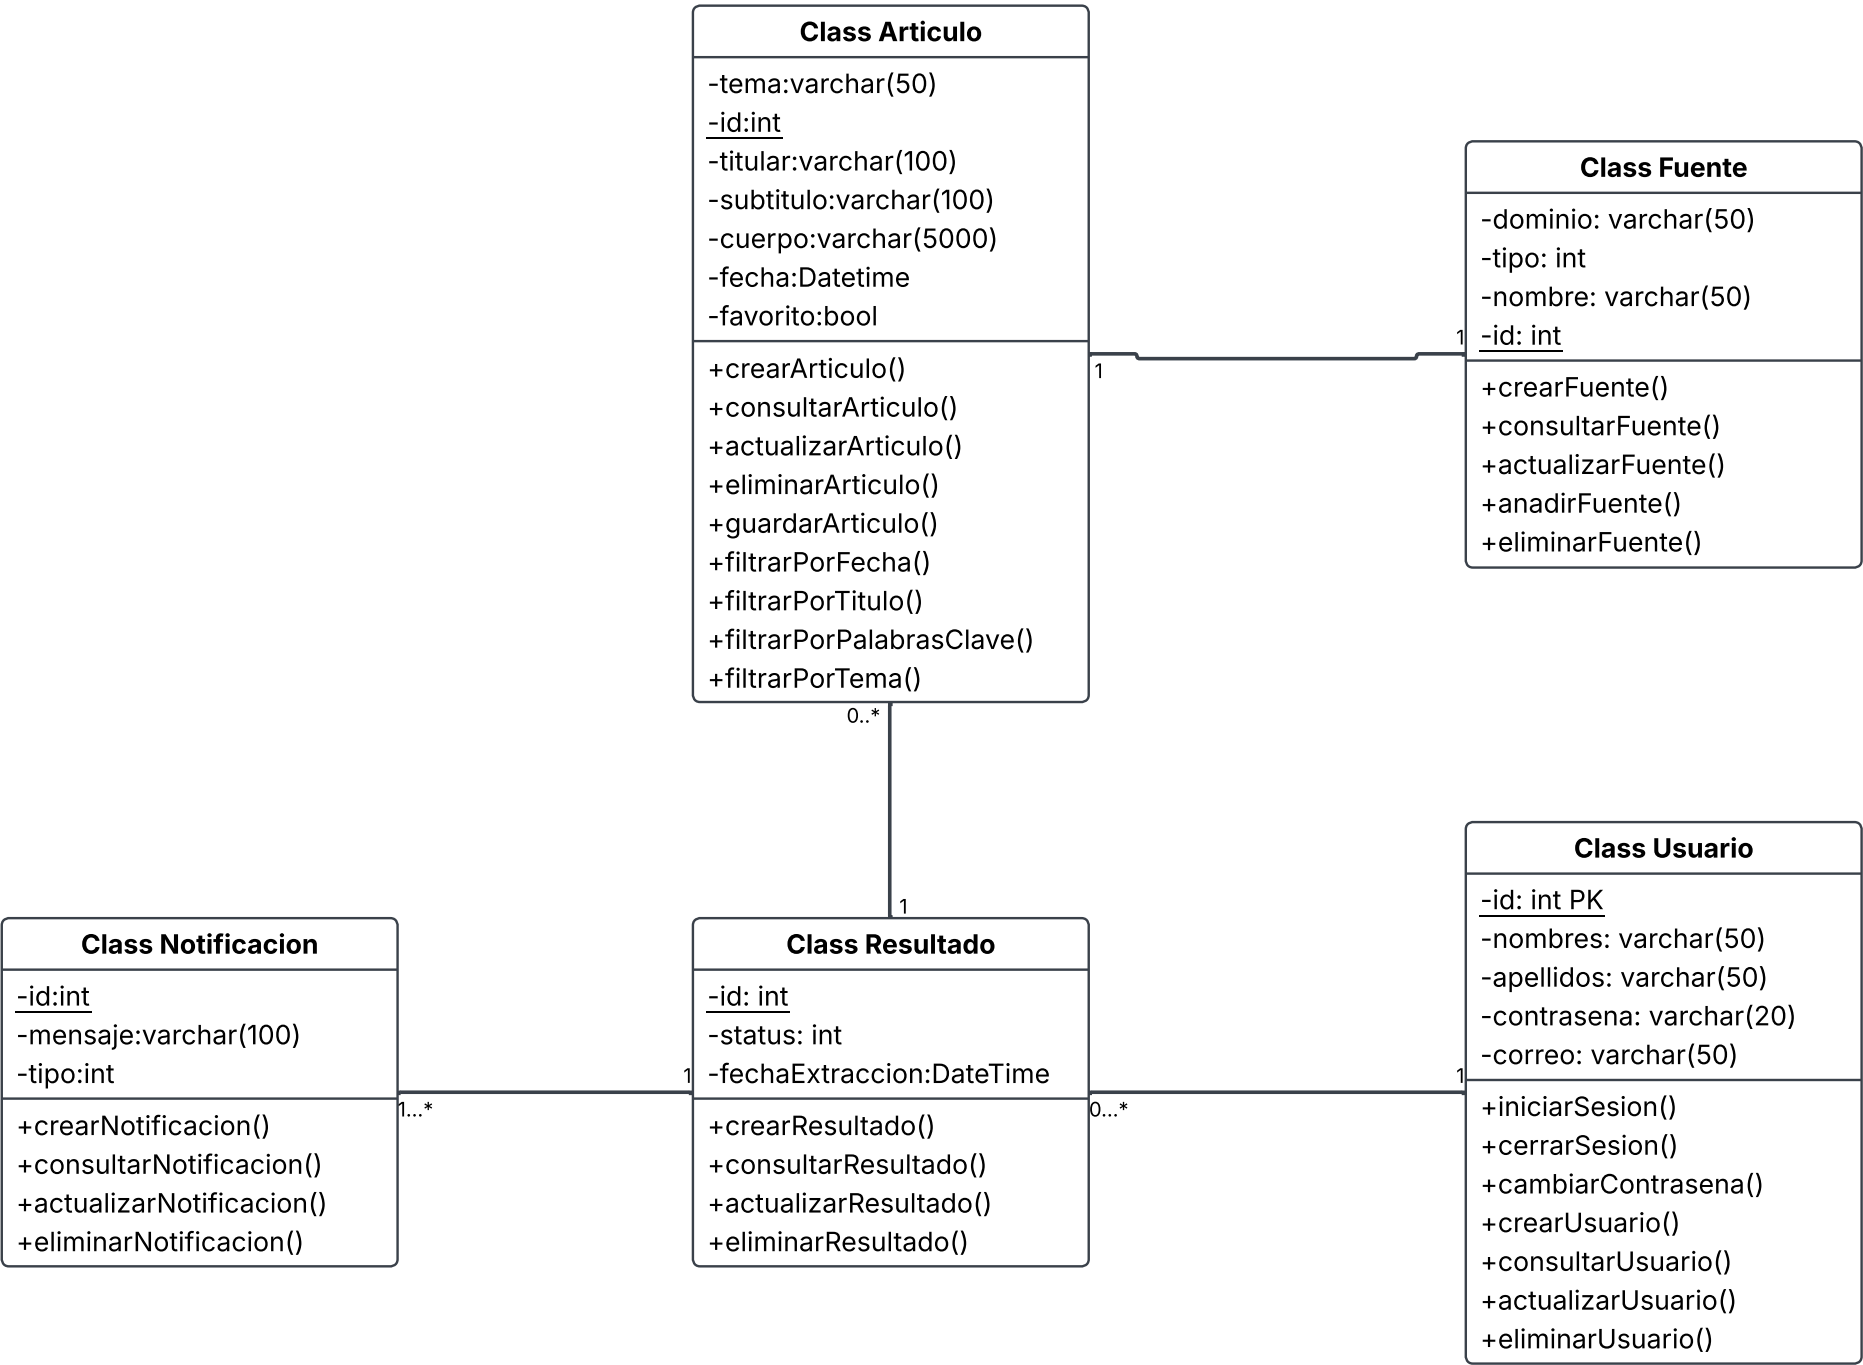 Class Articulo
-tema:varchar(50)
-id:int
-titular:varchar(100)
-subtitulo:varchar(100)
-cuerpo:varchar(5000)
-fecha:Datetime
-favorito:bool
+crearArticulo()
+consultarArticulo()
+actualizarArticulo()
+eliminarArticulo()
+guardarArticulo()
+filtrarPorFecha()
+filtrarPorTitulo()
+filtrarPorPalabrasClave()
+filtrarPorTema()
1
1
Class Fuente
-dominio: varchar(50)
-tipo: int
-nombre: varchar(50)
-id: int
+crearFuente()
+consultarFuente()
+actualizarFuente()
+anadirFuente()
+eliminarFuente()
0..*
1
Class Notificacion
-id:int
-mensaje:varchar(100)
-tipo:int
+crearNotificacion()
+consultarNotificacion()
+actualizarNotificacion()
+eliminarNotificacion()
1...*
1
Class Resultado
-id: int
-status: int
-fechaExtraccion:DateTime
+crearResultado()
+consultarResultado()
+actualizarResultado()
+eliminarResultado()
0...*
1
Class Usuario
-id: int PK
-nombres: varchar(50)
-apellidos: varchar(50)
-contrasena: varchar(20)
-correo: varchar(50)
+iniciarSesion()
+cerrarSesion()
+cambiarContrasena()
+crearUsuario()
+consultarUsuario()
+actualizarUsuario()
+eliminarUsuario()